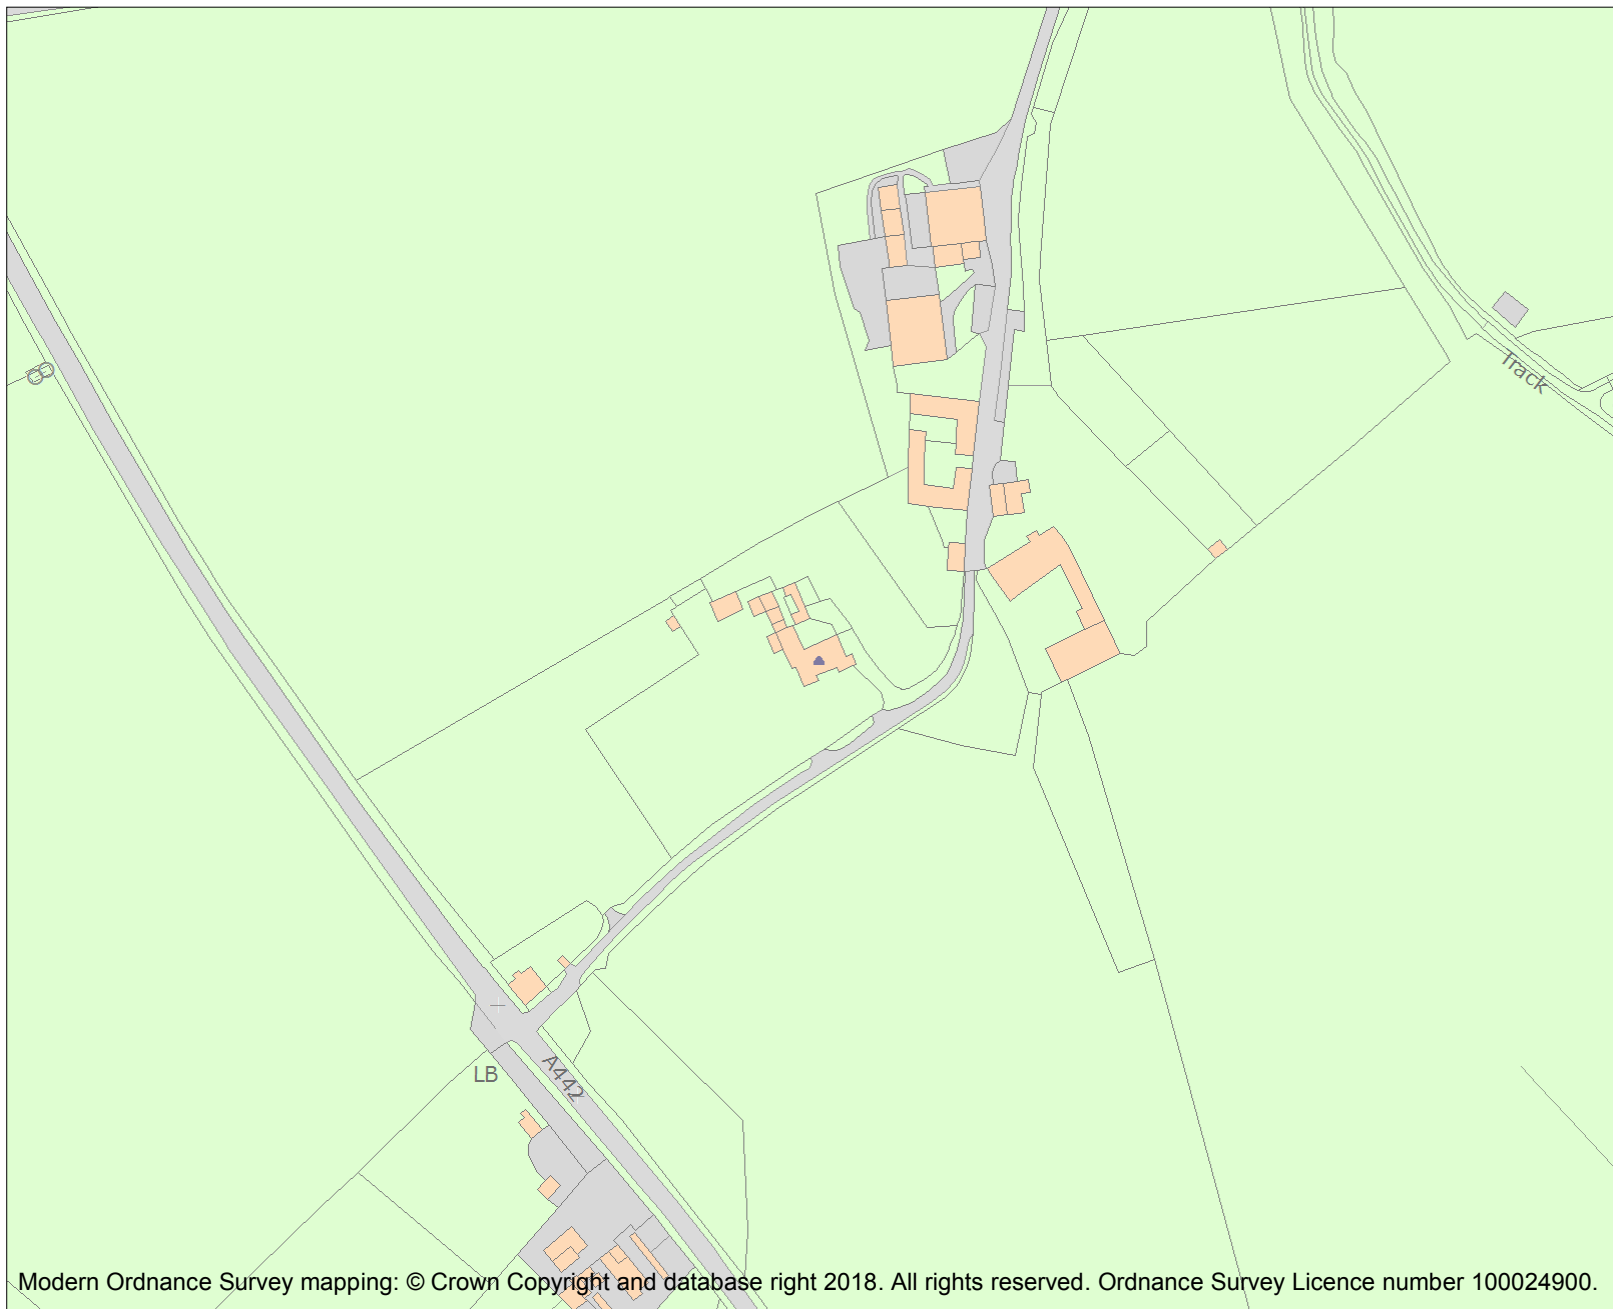 Track
LB
A442
Modern Ordnance Survey mapping: © Crown Copyright and database right 2018. All rights reserved. Ordnance Survey Licence number 100024900.